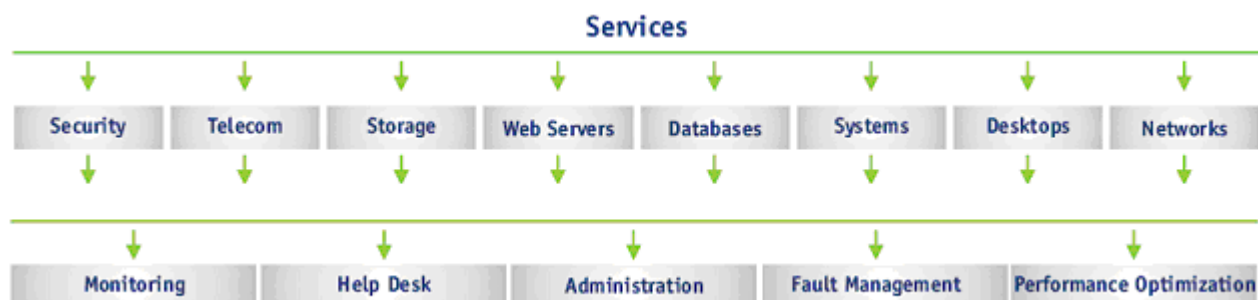 Services
Security Telecom Storage Web Servers Databases Systems Desktops Networks
Monitoring Help Desk Administration Fault Management Performance Optimization